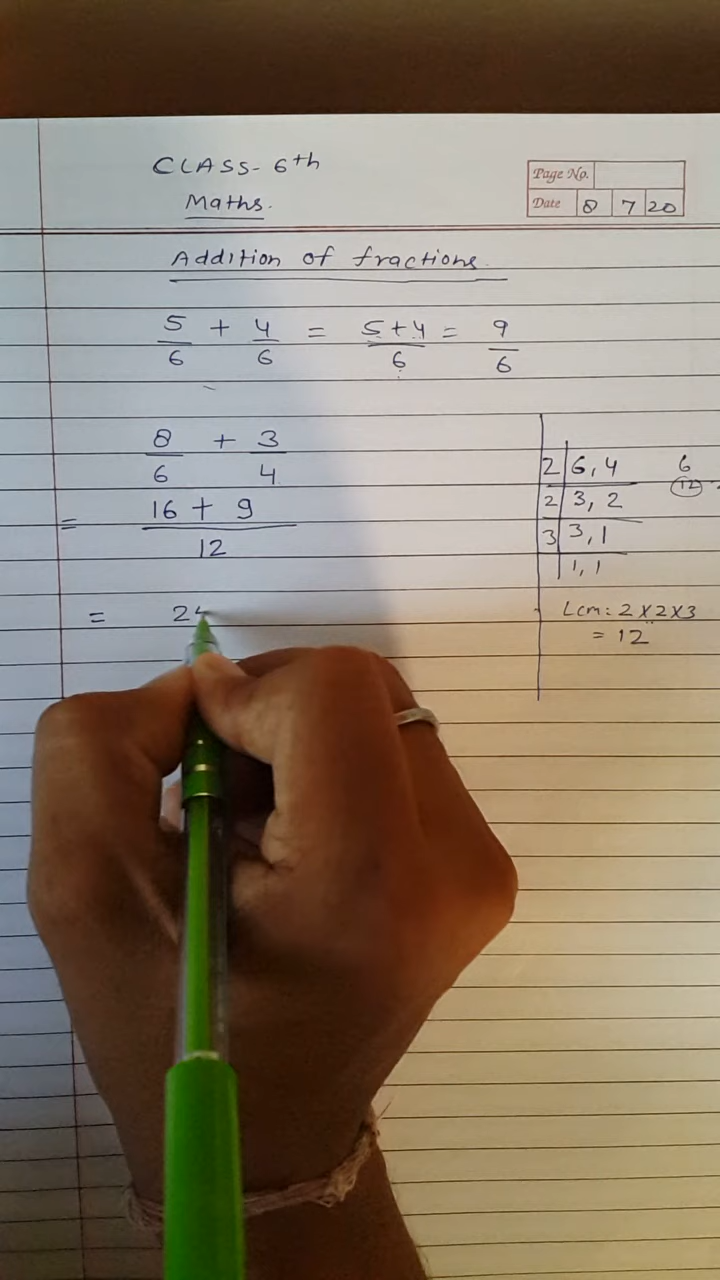 CLASS- 6th
Maths.
Page No.
Date 8 7 20
Addition of fractions.
5/6 + 4/6 = 5+4/6 = 9/6
8/6 + 3/4
= 16 + 9/12
= 2
2 | 6, 4
2 | 3, 2
3 | 3, 1
1, 1
6
12
Lcm: 2 x 2 x 3
= 12